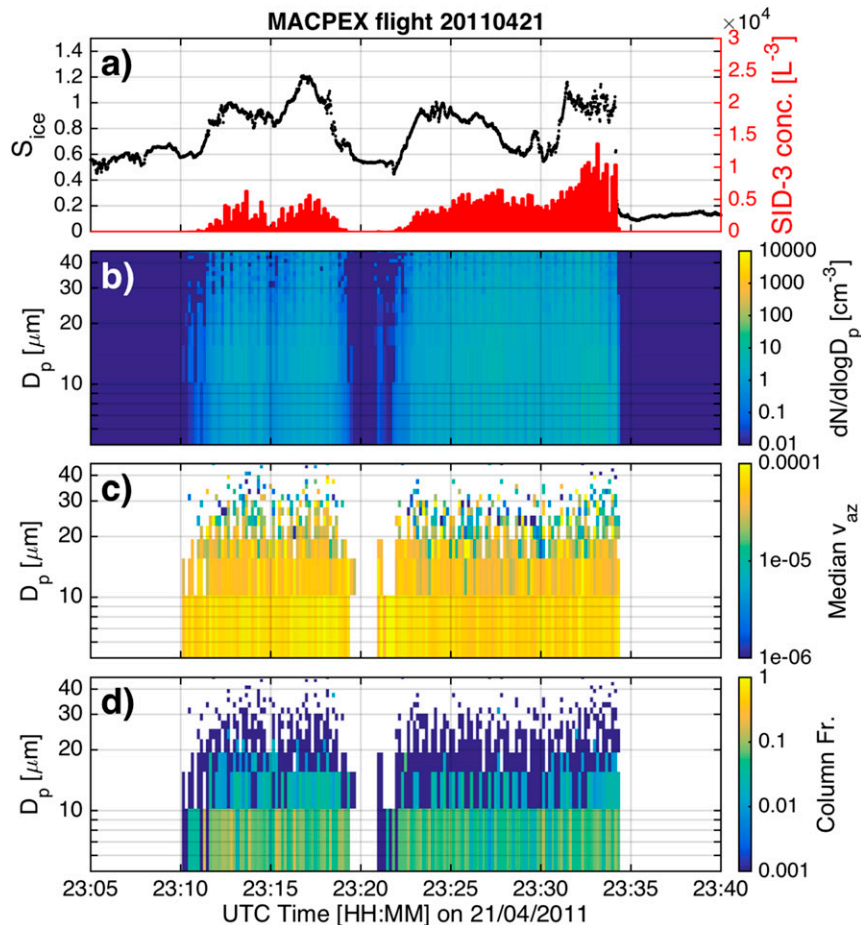 MACPEX flight 20110421
×10⁴
a)
S_ice
1.4
1.2
1
0.8
0.6
0.4
0.2
0
3
2.5
2
1.5
1
0.5
0
SID-3 conc. [L⁻³]
b)
D_p [μm]
40
30
20
10
10000
1000
100
10
1
0.1
0.01
dN/dlogD_p [cm⁻³]
c)
D_p [μm]
40
30
20
10
0.0001
1e-05
1e-06
Median v_az
d)
D_p [μm]
40
30
20
10
1
0.1
0.01
0.001
Column Fr.
23:05 23:10 23:15 23:20 23:25 23:30 23:35 23:40
UTC Time [HH:MM] on 21/04/2011